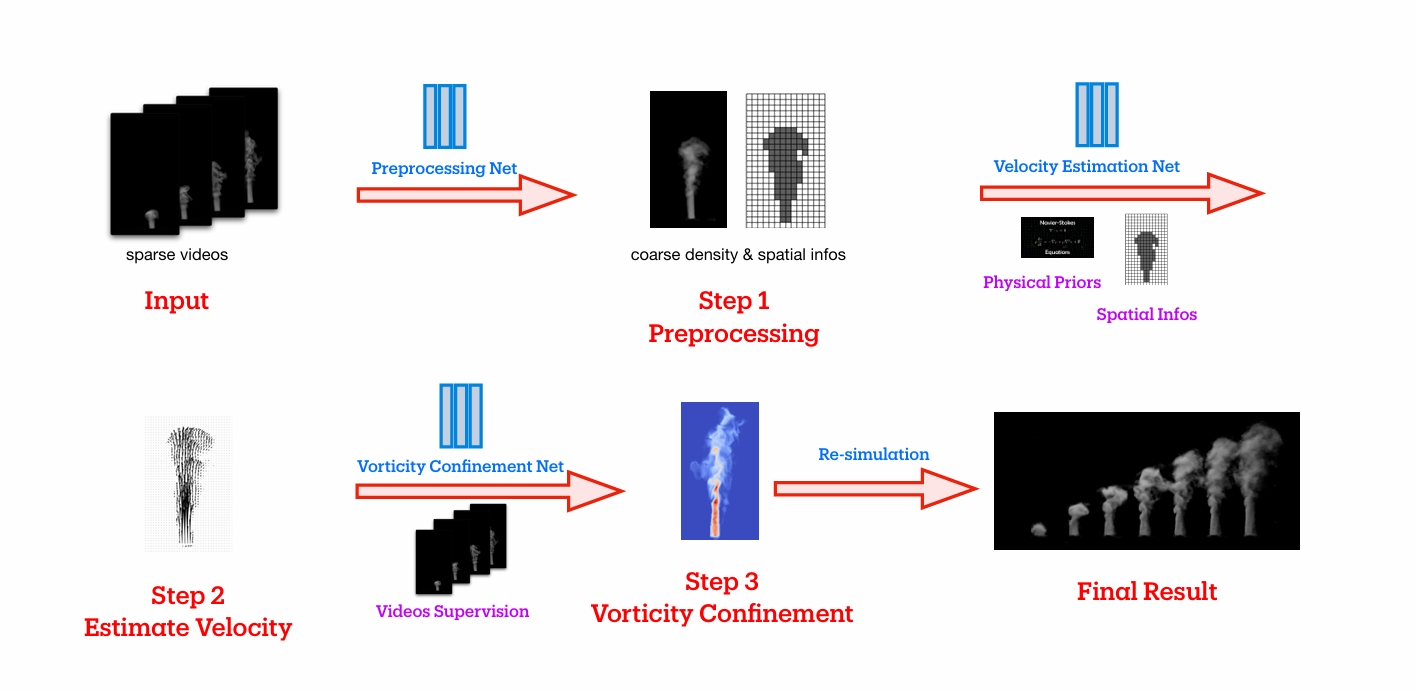 Preprocessing Net
Velocity Estimation Net
sparse videos
coarse density & spatial infos
Navier-Stokes
Equations
Physical Priors
Spatial Infos
Input
Step 1
Preprocessing
Vorticity Confinement Net
Re-simulation
Videos Supervision
Step 2
Estimate Velocity
Step 3
Vorticity Confinement
Final Result